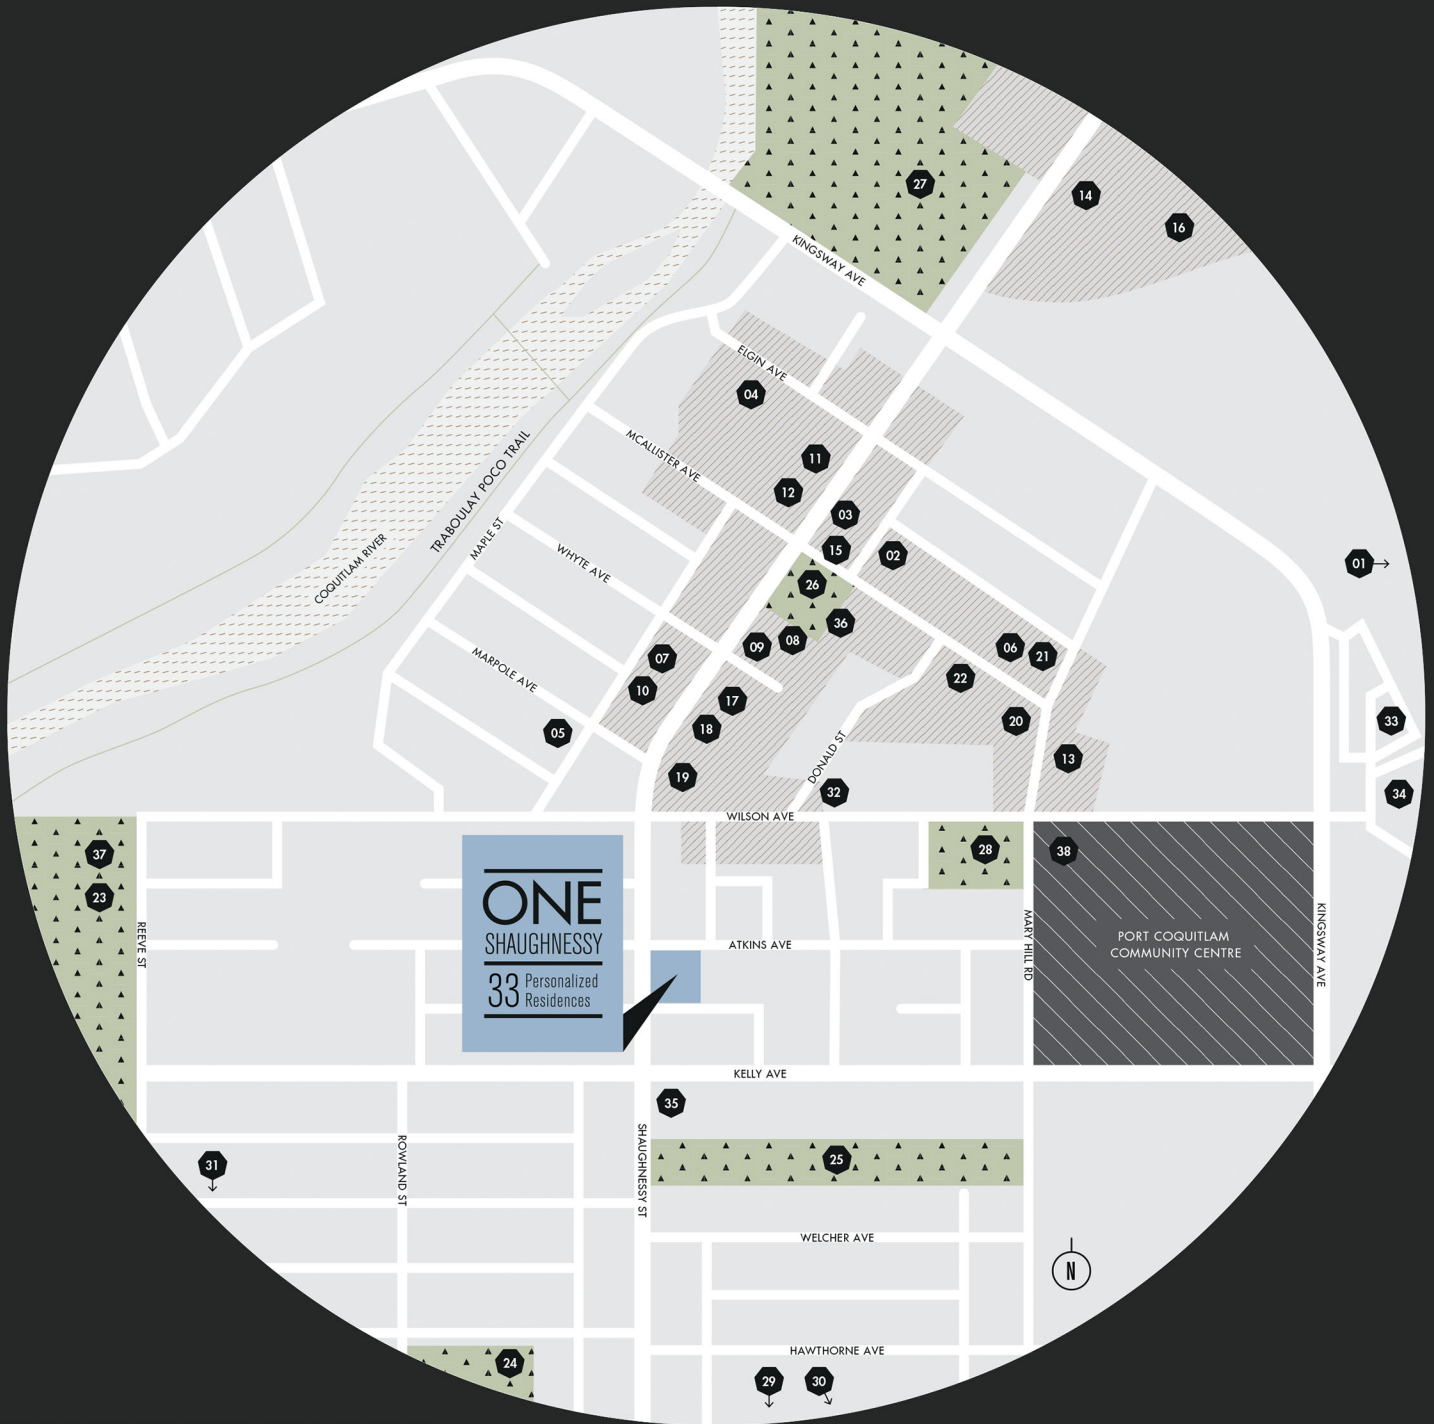 27
14
16
KINGSWAY AVE
ELGIN AVE
04
MCALLISTER AVE
11
12
03
TRABOULAY POCO TRAIL
MAPLE ST
COQUITLAM RIVER
15
02
01
WHYTE AVE
26
36
08
09
07
06
21
MARPOLE AVE
10
22
17
05
18
20
33
DONALD ST
13
19
32
34
WILSON AVE
37
28
38
23
ONE
SHAUGHNESSY
33 Personalized
Residences
REEVE ST
ATKINS AVE
MARY HILL RD
PORT COQUITLAM
COMMUNITY CENTRE
KINGSWAY AVE
KELLY AVE
35
31
ROWLAND ST
SHAUGHNESSY ST
25
WELCHER AVE
N
HAWTHORNE AVE
24
29
30